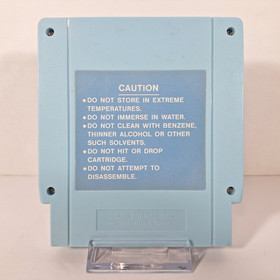 CAUTION
•DO NOT STORE IN EXTREME
TEMPERATURES.
•DO NOT IMMERSE IN WATER.
•DO NOT CLEAN WITH BENZENE,
THINNER ALCOHOL OR OTHER
SUCH SOLVENTS.
•DO NOT HIT OR DROP
CARTRIDGE.
•DO NOT ATTEMPT TO
DISASSEMBLE.